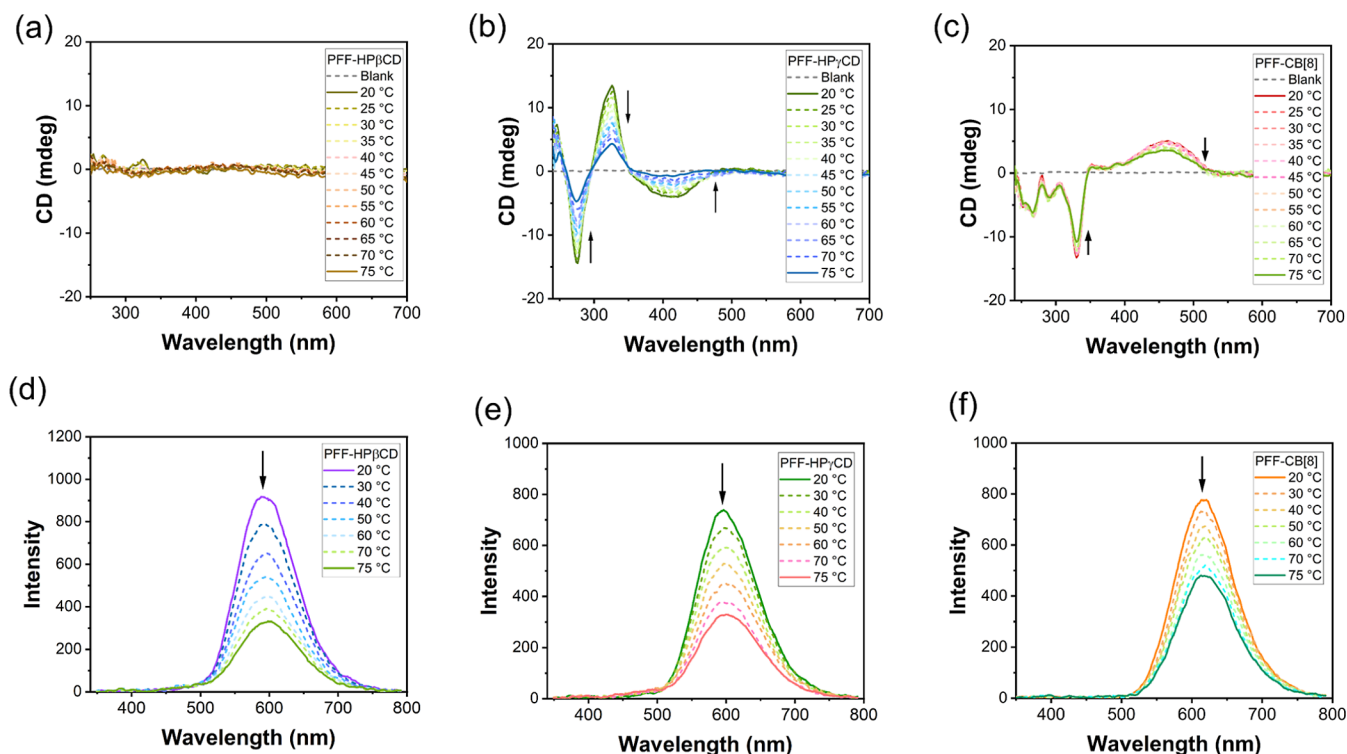 (a)
20
10
0
-10
-20
CD (mdeg)
300 400 500 600 700
Wavelength (nm)
PFF-HPβCD
Blank
20 °C
25 °C
30 °C
35 °C
40 °C
45 °C
50 °C
55 °C
60 °C
65 °C
70 °C
75 °C
(b)
20
10
0
-10
-20
CD (mdeg)
300 400 500 600 700
Wavelength (nm)
PFF-HPγCD
Blank
20 °C
25 °C
30 °C
35 °C
40 °C
45 °C
50 °C
55 °C
60 °C
65 °C
70 °C
75 °C
(c)
20
10
0
-10
-20
CD (mdeg)
300 400 500 600 700
Wavelength (nm)
PFF-CB[8]
Blank
20 °C
25 °C
30 °C
35 °C
40 °C
45 °C
50 °C
55 °C
60 °C
65 °C
70 °C
75 °C
(d)
1200
1000
800
600
400
200
0
Intensity
400 500 600 700 800
Wavelength (nm)
PFF-HPβCD
20 °C
30 °C
40 °C
50 °C
60 °C
70 °C
75 °C
(e)
1000
800
600
400
200
0
Intensity
400 500 600 700 800
Wavelength (nm)
PFF-HPγCD
20 °C
30 °C
40 °C
50 °C
60 °C
70 °C
75 °C
(f)
1000
800
600
400
200
0
Intensity
400 500 600 700 800
Wavelength (nm)
PFF-CB[8]
20 °C
30 °C
40 °C
50 °C
60 °C
70 °C
75 °C